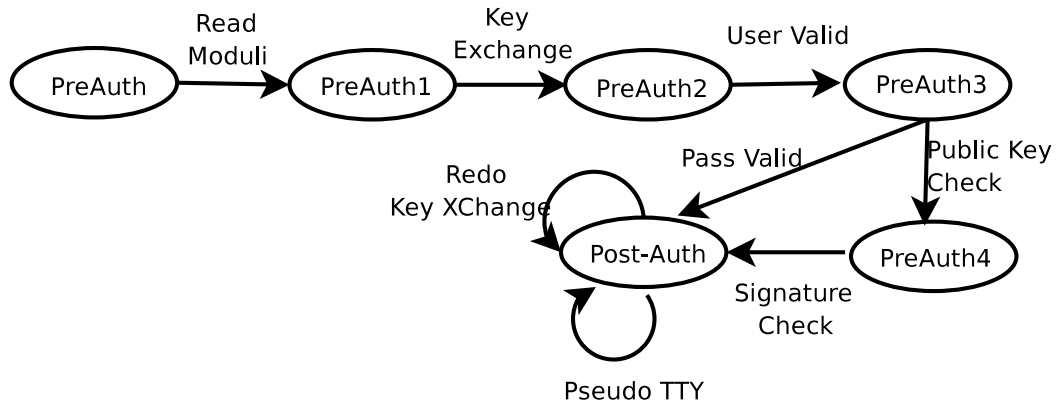 Read
Moduli
Key
Exchange
User Valid
PreAuth
PreAuth1
PreAuth2
PreAuth3
Pass Valid
Public Key
Check
Redo
Key XChange
Post-Auth
PreAuth4
Signature
Check
Pseudo TTY